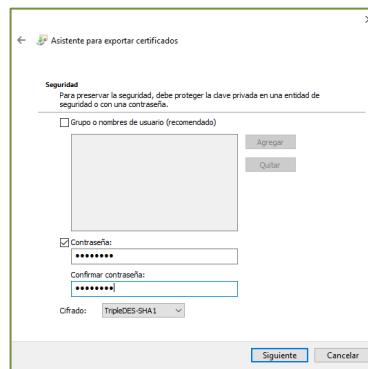 Asistente para exportar certificados
Seguridad
Para preservar la seguridad, debe proteger la clave privada en una entidad de
seguridad o con una contraseña.
Grupo o nombres de usuario (recomendado)
Agregar
Quitar
Contraseña:
••••••••
Confirmar contraseña:
••••••••
Cifrado: TripleDES-SHA1
Siguiente Cancelar